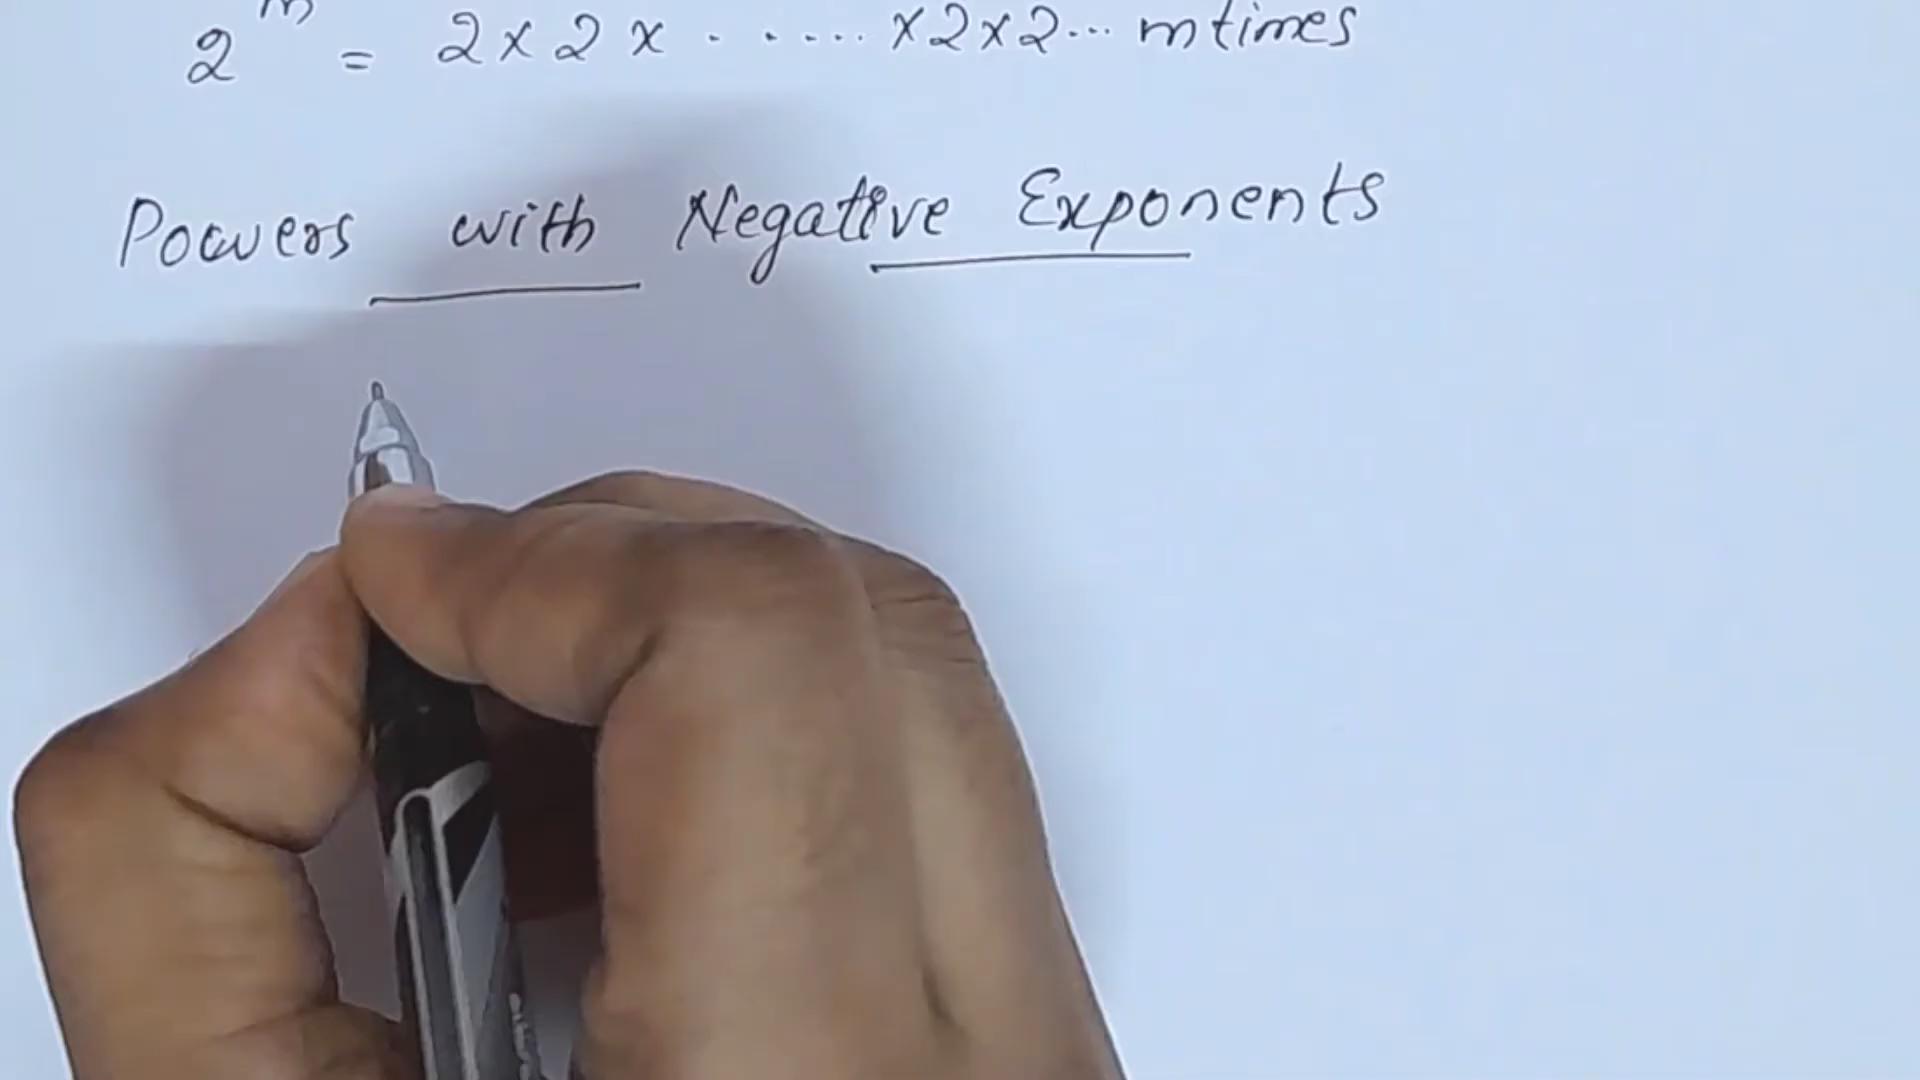 2^m = 2 x 2 x . . .... x 2 x 2... m times
Powers with Negative Exponents